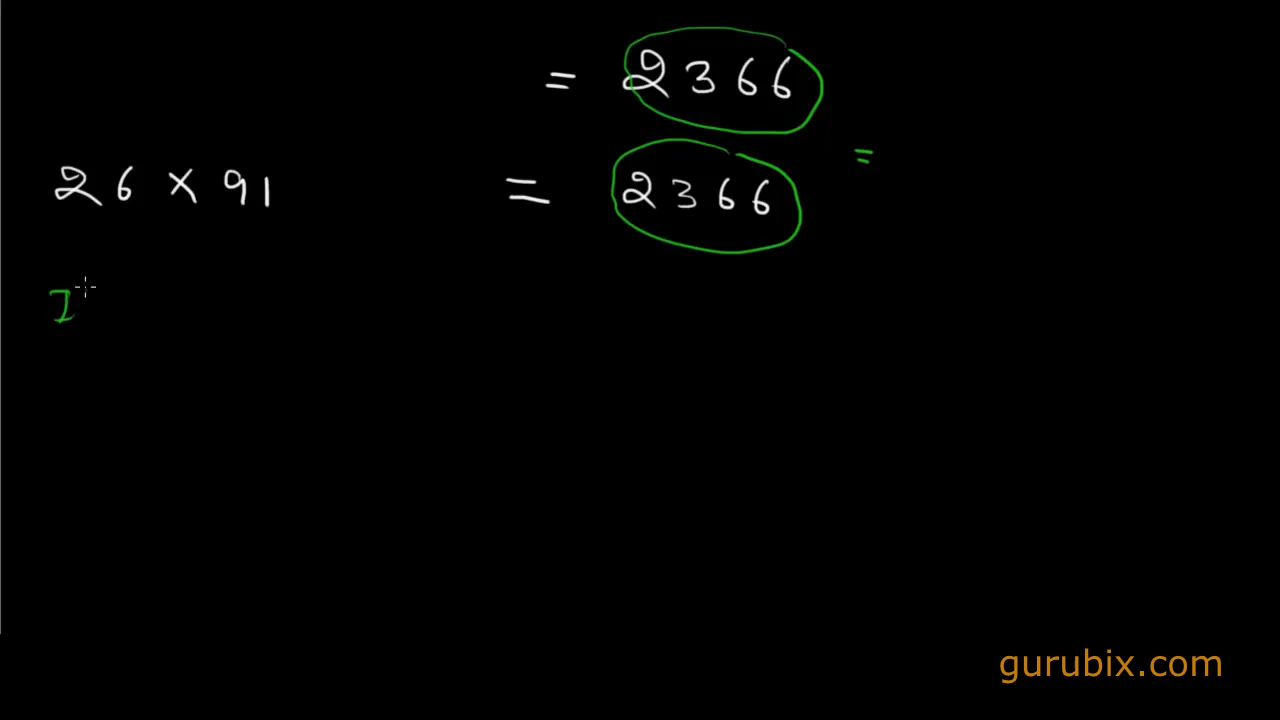 = 2366
=
26 × 91 = 2366
I
gurubix.com